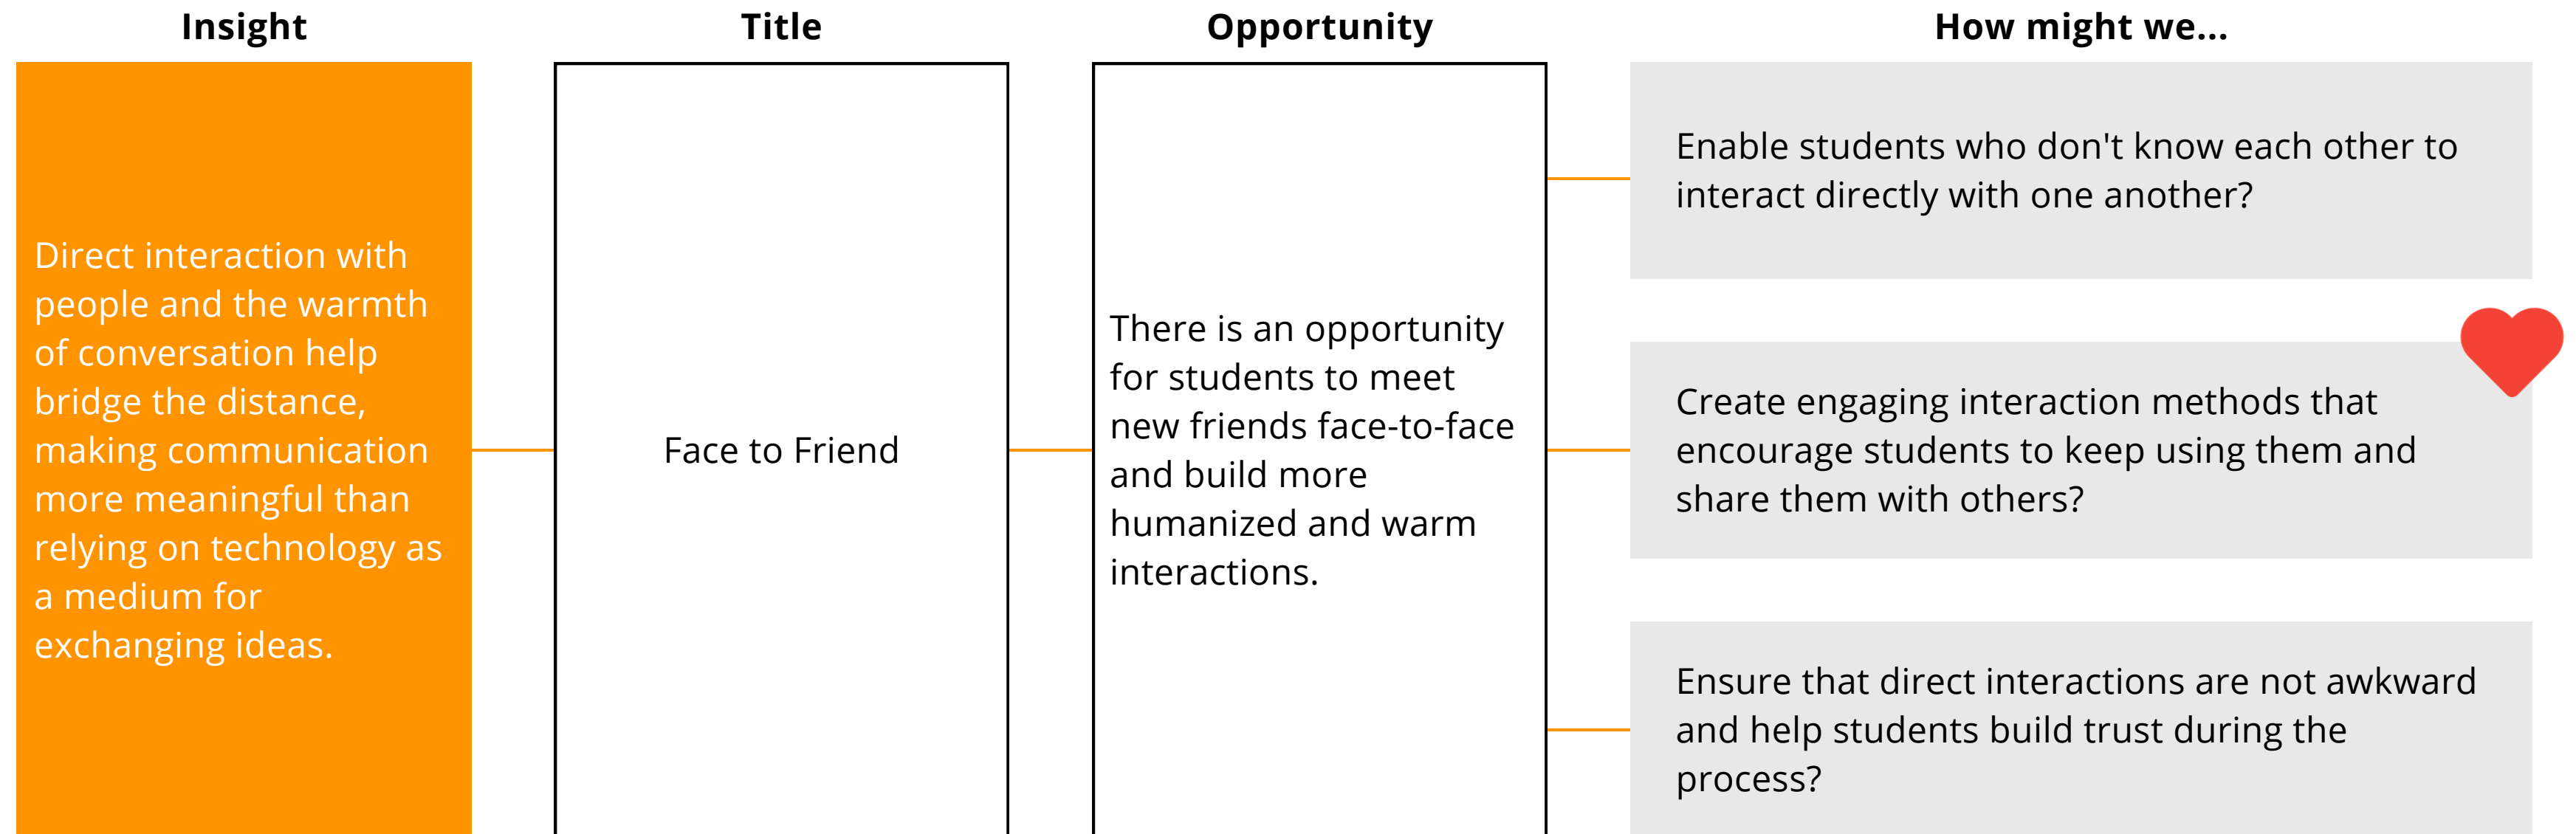 Insight
Title
Opportunity
How might we...
Direct interaction with
people and the warmth
of conversation help
bridge the distance,
making communication
more meaningful than
relying on technology as
a medium for
exchanging ideas.
Face to Friend
There is an opportunity
for students to meet
new friends face-to-face
and build more
humanized and warm
interactions.
Enable students who don't know each other to
interact directly with one another?
Create engaging interaction methods that
encourage students to keep using them and
share them with others?
Ensure that direct interactions are not awkward
and help students build trust during the
process?